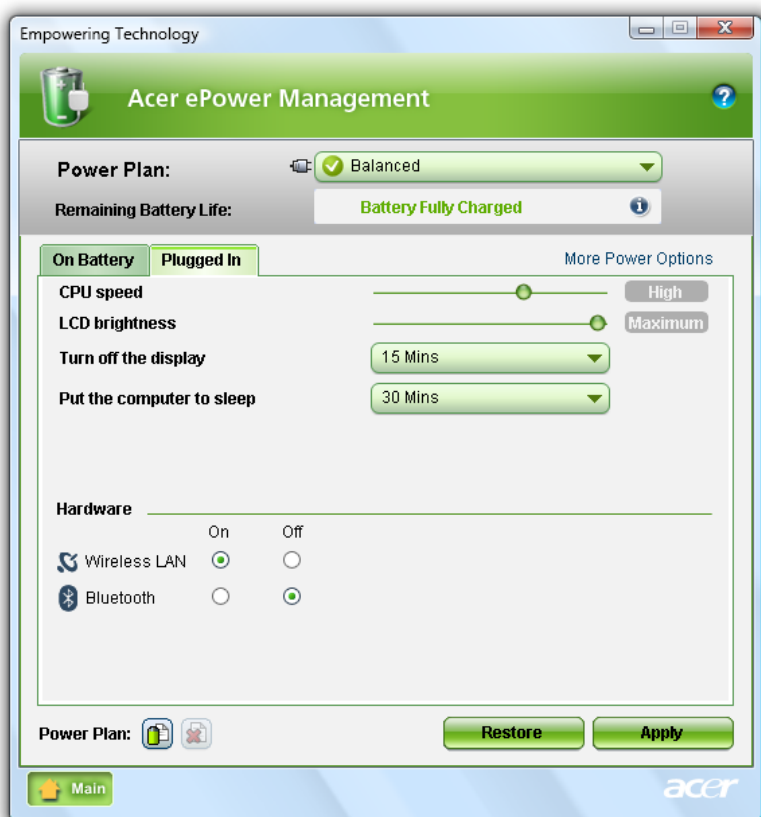 Empowering Technology
Acer ePower Management
Power Plan: Balanced
Remaining Battery Life: Battery Fully Charged
On Battery Plugged In More Power Options
CPU speed High
LCD brightness Maximum
Turn off the display 15 Mins
Put the computer to sleep 30 Mins
Hardware
On Off
Wireless LAN
Bluetooth
Power Plan: Restore Apply
Main acer